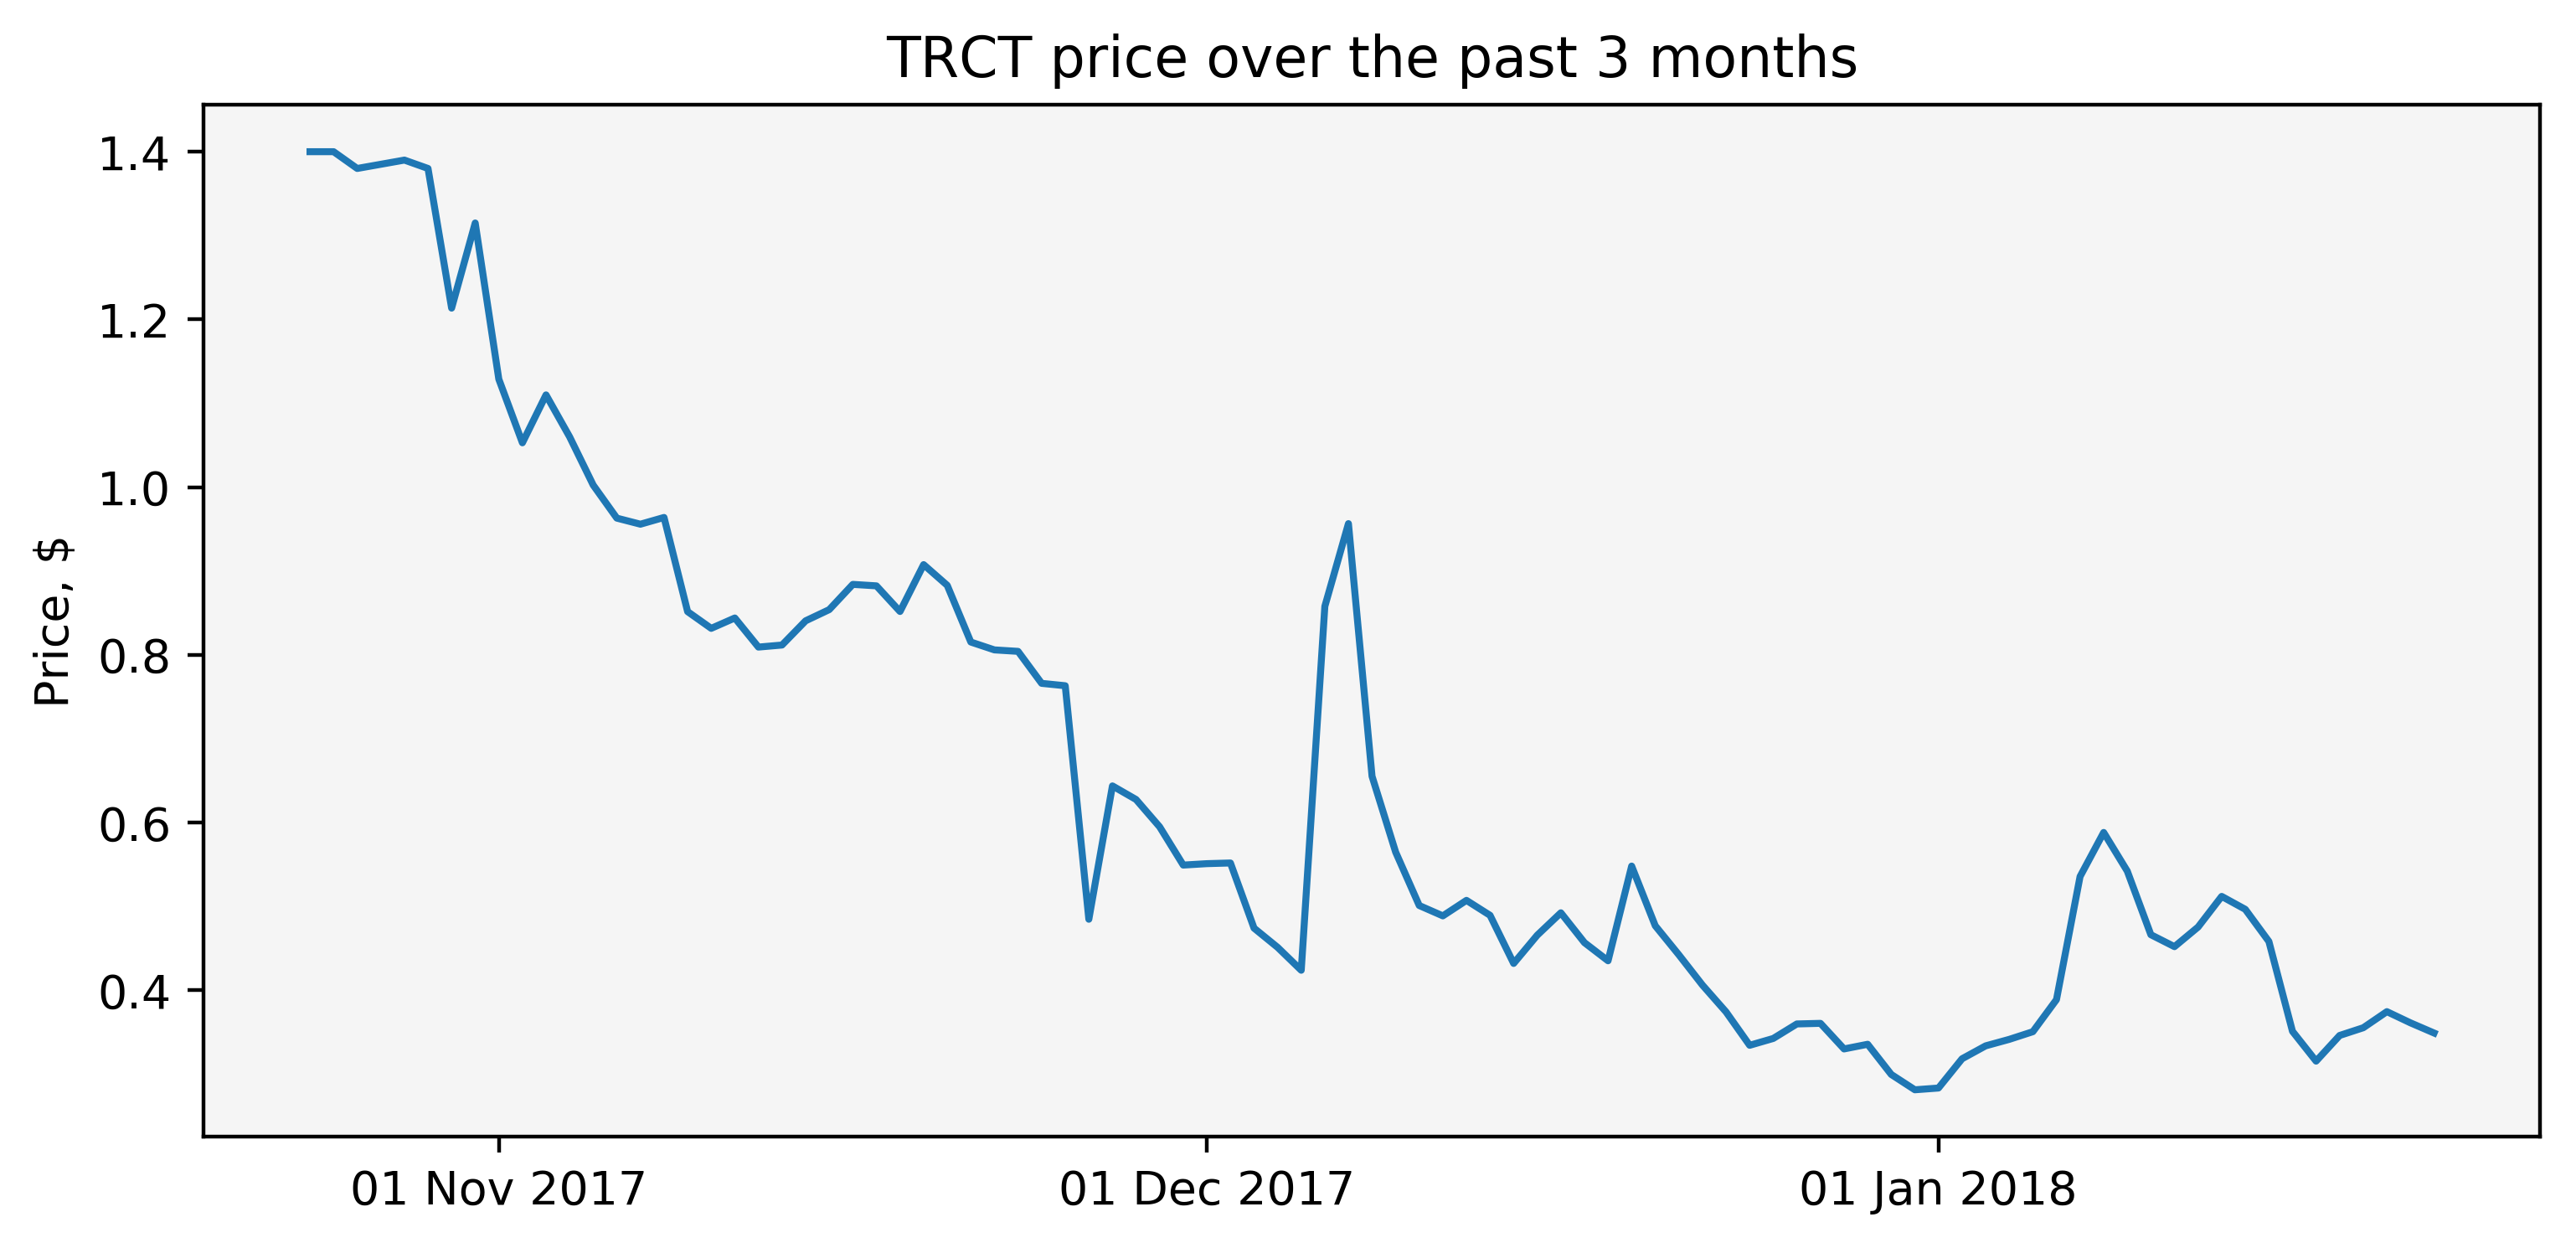 TRCT price over the past 3 months
Price, $
1.4
1.2
1.0
0.8
0.6
0.4
01 Nov 2017
01 Dec 2017
01 Jan 2018